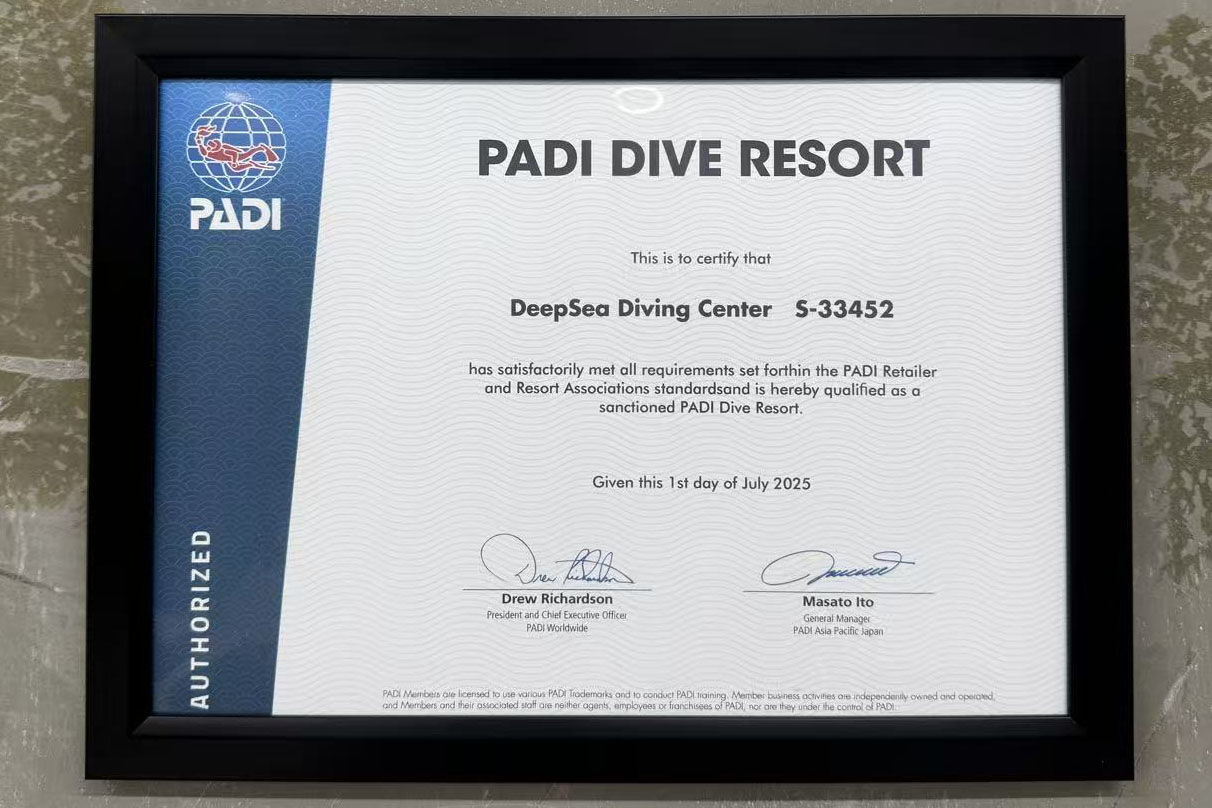 PADI
AUTHORIZED
PADI DIVE RESORT
This is to certify that
DeepSea Diving Center S-33452
has satisfactorily met all requirements set forthin the PADI Retailer
and Resort Associations standardsand is hereby qualified as a
sanctioned PADI Dive Resort.
Given this 1st day of July 2025
Drew Richardson
Drew Richardson
President and Chief Executive Officer
PADI Worldwide
Masato Ito
General Manager
PADI Asia Pacific Japan
PADI Members are licensed to use various PADI Trademarks and to conduct PADI training. Member business activities are independently owned and operated,
and Members and their associated staff are neither agents, employees or franchisees of PADI, nor are they under the control of PADI.